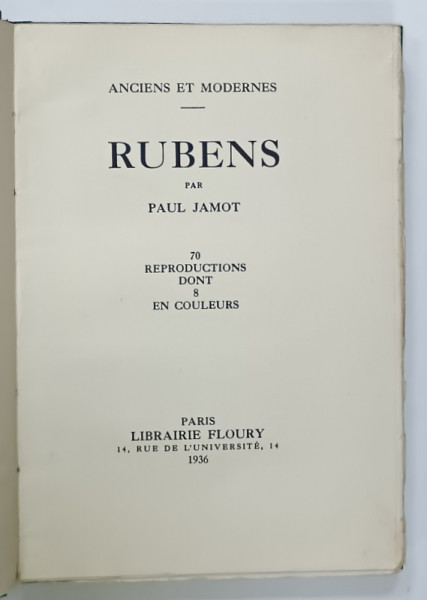 ANCIENS ET MODERNES
RUBENS
PAR
PAUL JAMOT
70
REPRODUCTIONS
DONT
8
EN COULEURS
PARIS
LIBRAIRIE FLOURY
14, RUE DE L'UNIVERSITÉ, 14
1936